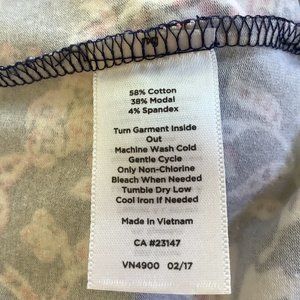 58% Cotton
38% Modal
4% Spandex
Turn Garment Inside
Out
Machine Wash Cold
Gentle Cycle
Only Non-Chlorine
Bleach When Needed
Tumble Dry Low
Cool Iron If Needed
Made in Vietnam
CA #23147
VN4900 02/17